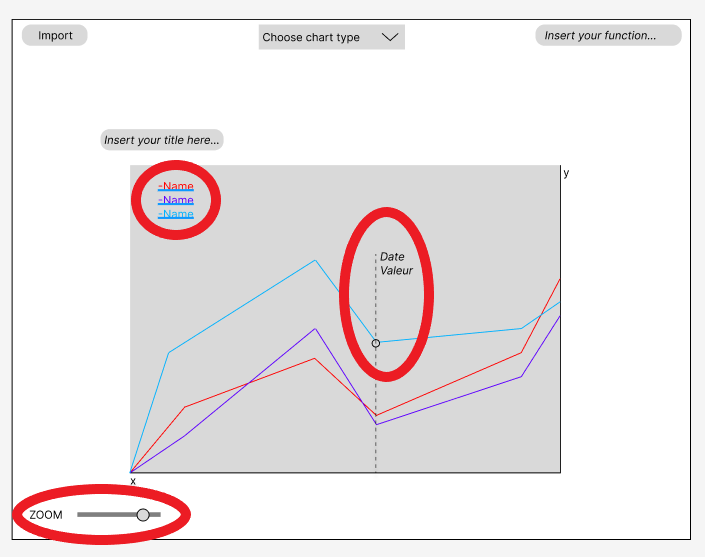 Import
Choose chart type
Insert your function...
Insert your title here...
y
-Name
-Name
-Name
Date
Valeur
x
ZOOM